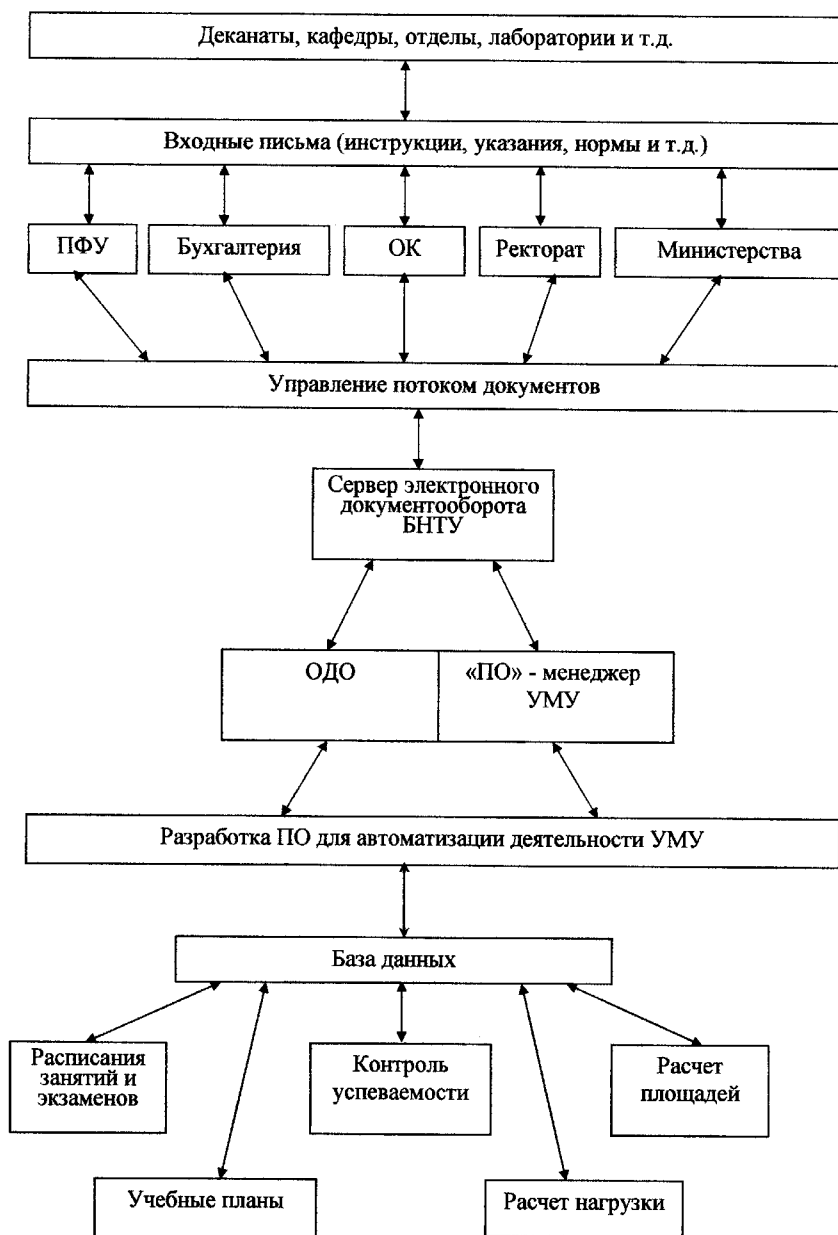 Деканаты, кафедры, отделы, лаборатории и т.д.
Входные письма (инструкции, указания, нормы и т.д.)
ПФУ
Бухгалтерия
ОК
Ректорат
Министерства
Управление потоком документов
Сервер электронного
документооборота
БНТУ
ОДО
«ПО» - менеджер
УМУ
Разработка ПО для автоматизации деятельности УМУ
База данных
Расписания
занятий и
экзаменов
Контроль
успеваемости
Расчет
площадей
Учебные планы
Расчет нагрузки